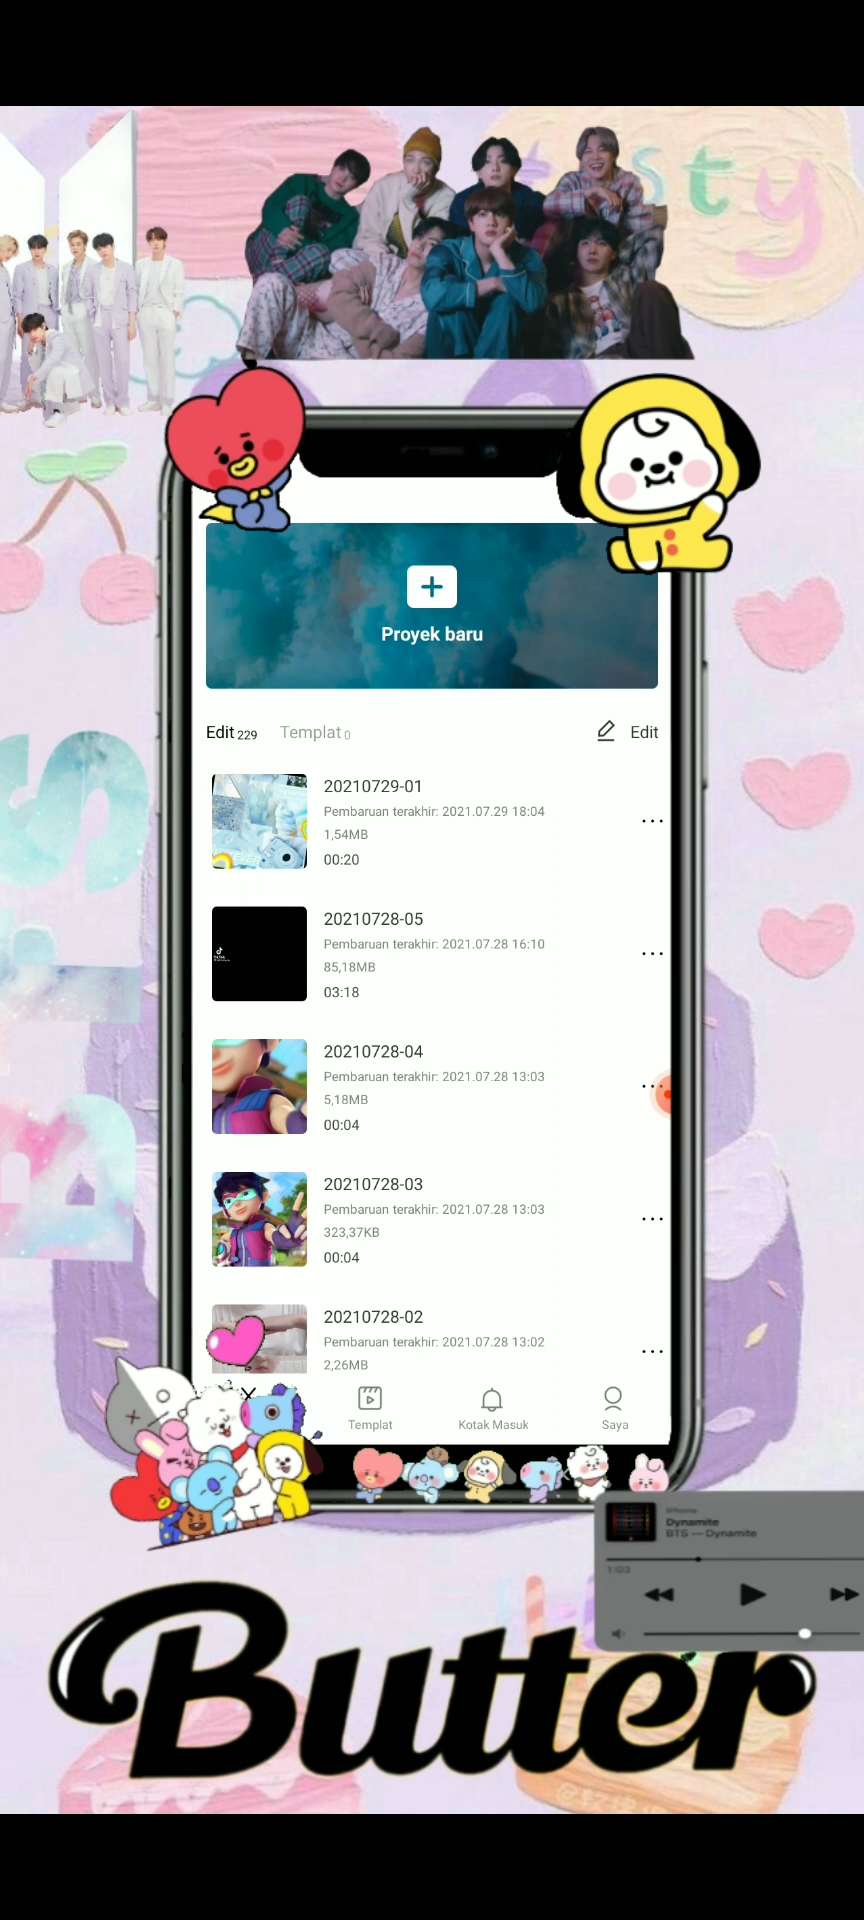 sty
Proyek baru
Edit 229
Templat 0
Edit
20210729-01
Pembaruan terakhir: 2021.07.29 18:04
1,54MB
00:20
20210728-05
Pembaruan terakhir: 2021.07.28 16:10
85,18MB
03:18
20210728-04
Pembaruan terakhir: 2021.07.28 13:03
5,18MB
00:04
20210728-03
Pembaruan terakhir: 2021.07.28 13:03
323,37KB
00:04
20210728-02
Pembaruan terakhir: 2021.07.28 13:02
2,26MB
Templat
Kotak Masuk
Saya
iPhone
Dynamite
BTS — Dynamite
1:03
Butter